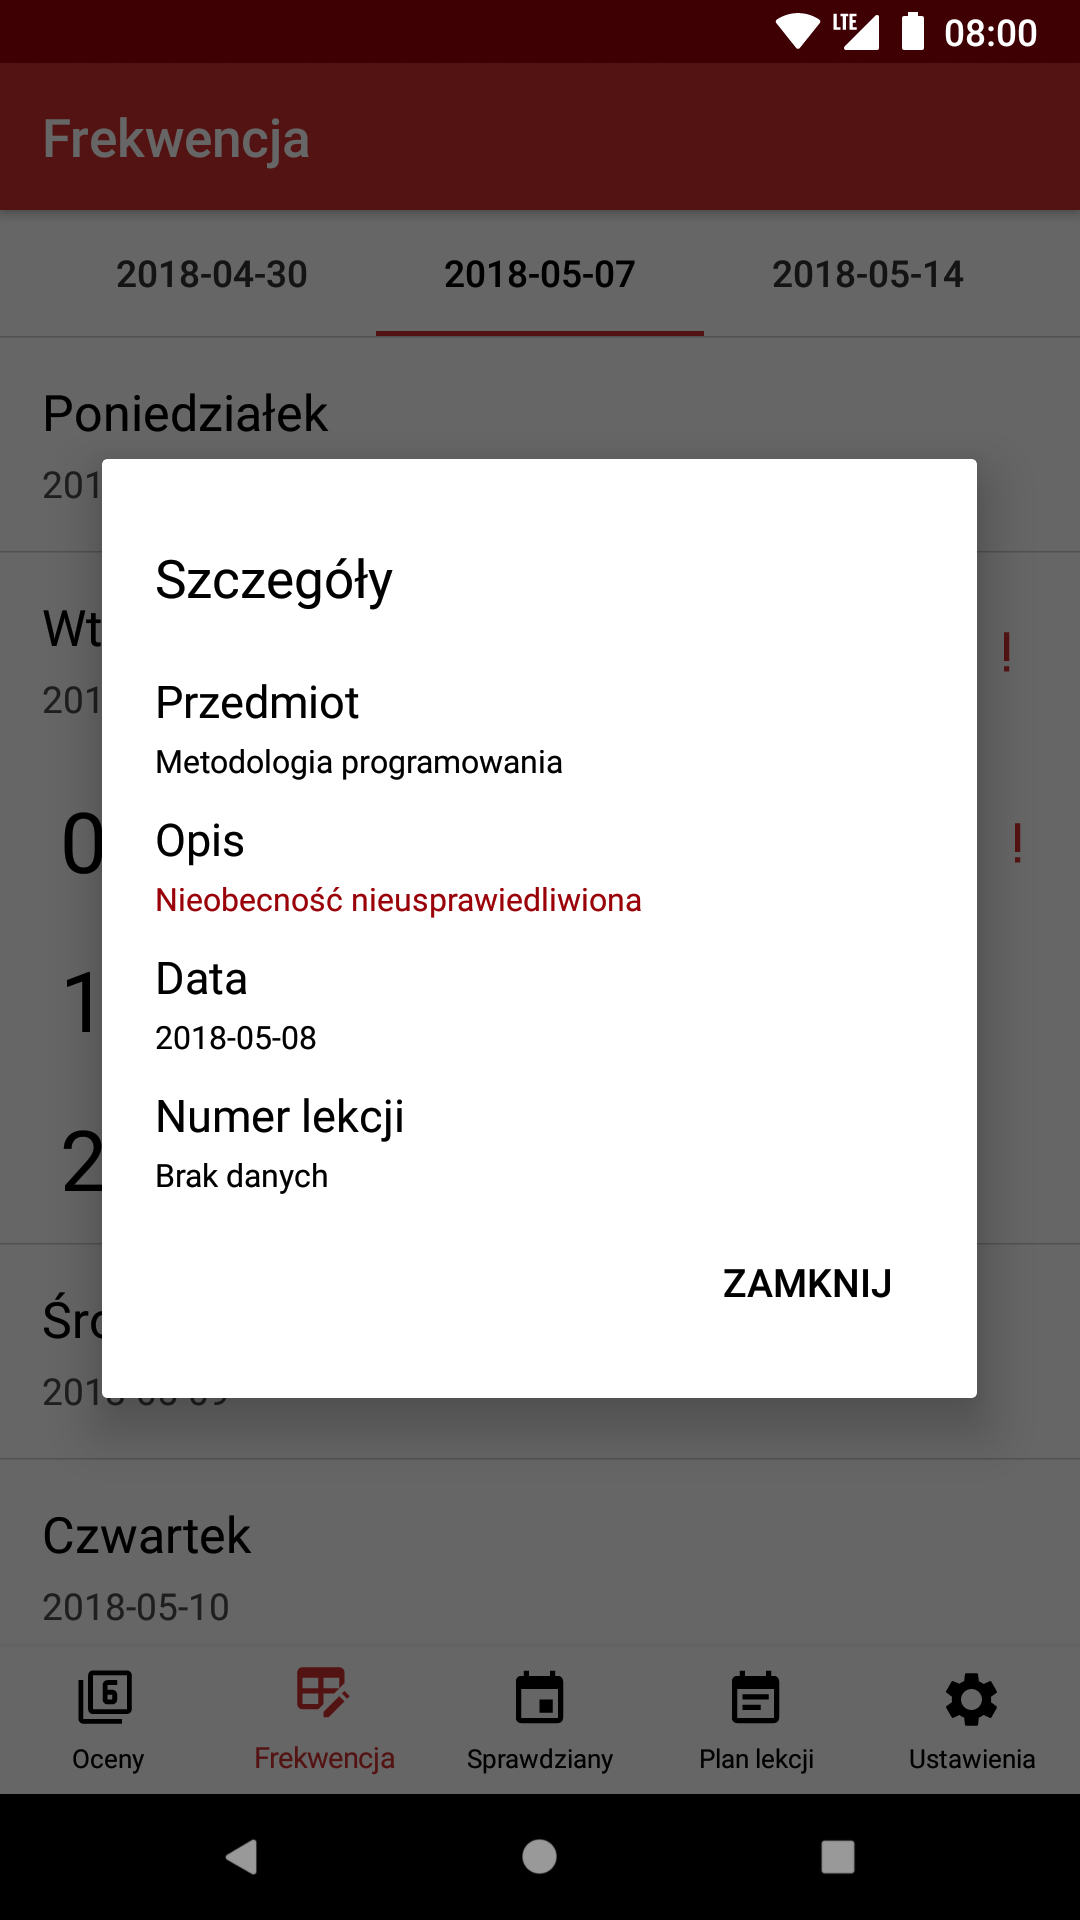 LTE 08:00
Frekwencja
2018-04-30 2018-05-07 2018-05-14
Poniedziałek
201
Szczegóły
Wt
!
201
Przedmiot
Metodologia programowania
0
Opis
!
Nieobecność nieusprawiedliwiona
Data
1
2018-05-08
Numer lekcji
2
Brak danych
ZAMKNIJ
Śro
Czwartek
2018-05-10
6
Oceny Frekwencja Sprawdziany Plan lekcji Ustawienia